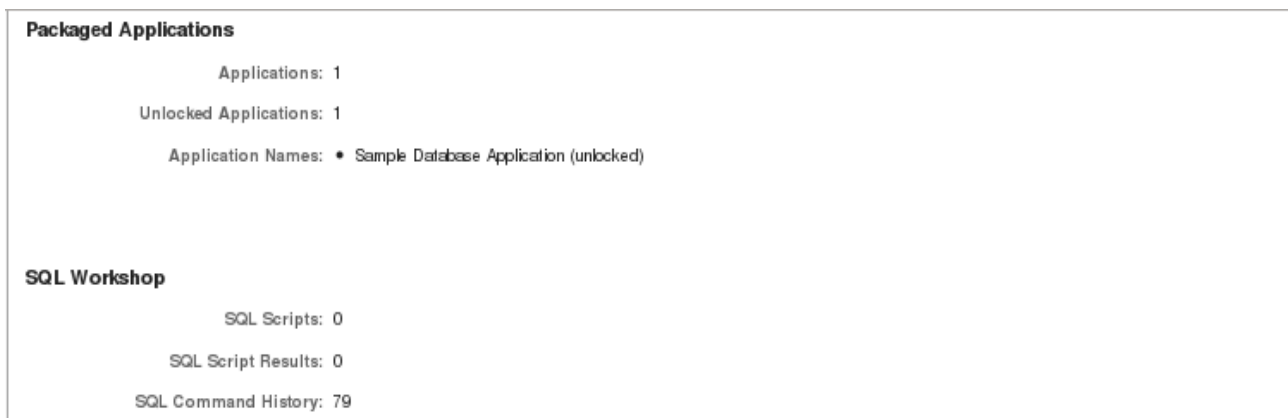 Packaged Applications
Applications: 1
Unlocked Applications: 1
Application Names: • Sample Database Application (unlocked)
SQL Workshop
SQL Scripts: 0
SQL Script Results: 0
SQL Command History: 79